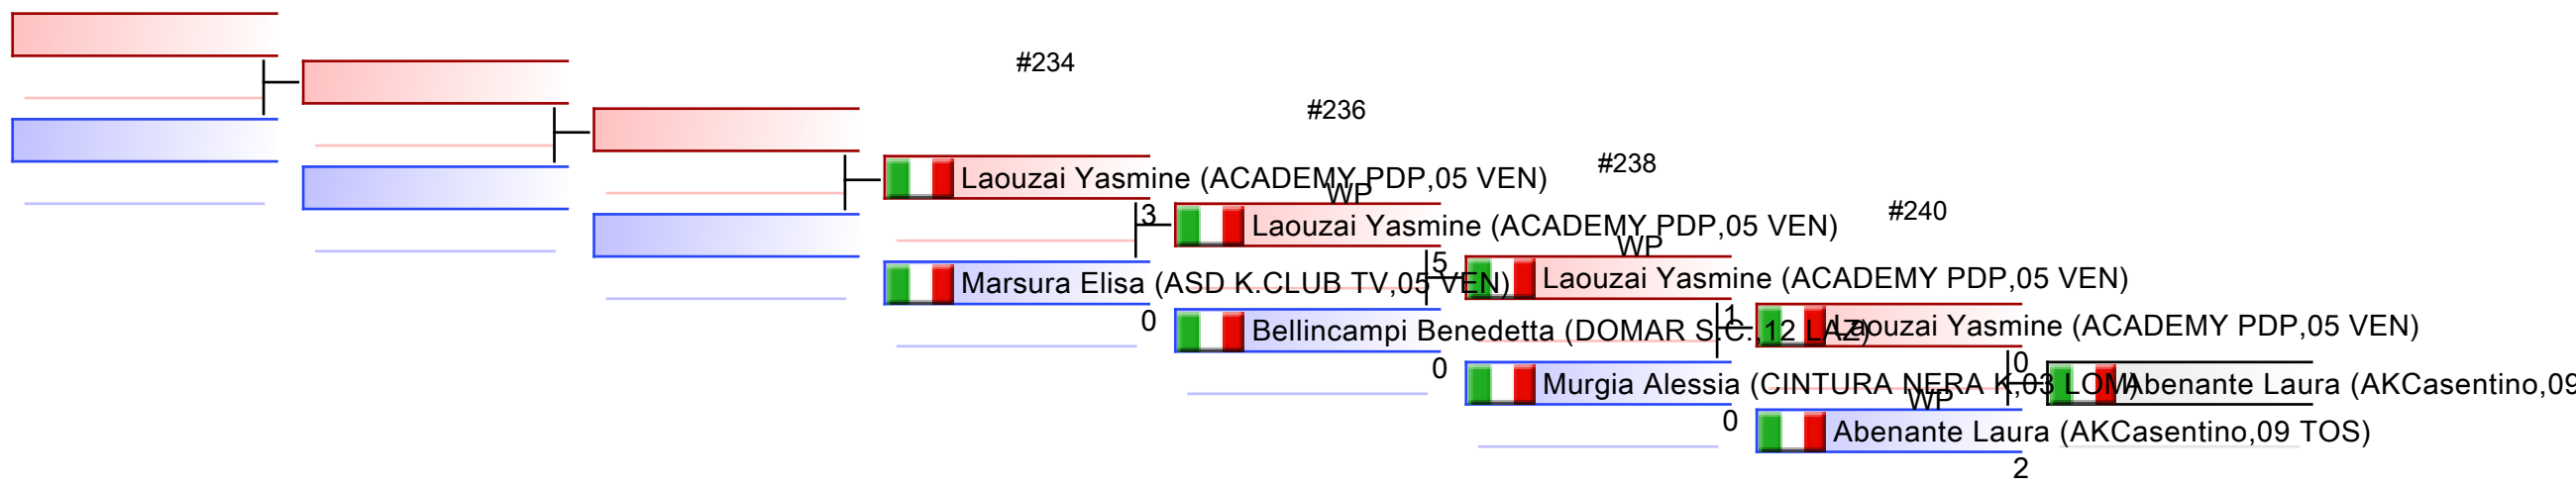 #234
#236
#238
Laouzai Yasmine (ACADEMY PDP,05 VEN)
WP
#240
3
Laouzai Yasmine (ACADEMY PDP,05 VEN)
WP
5
Marsura Elisa (ASD K.CLUB TV,05 VEN)
Laouzai Yasmine (ACADEMY PDP,05 VEN)
0
1
Bellincampi Benedetta (DOMAR S.C.,12 LAZ)
Laouzai Yasmine (ACADEMY PDP,05 VEN)
0
0
Murgia Alessia (CINTURA NERA K,03 LOM)
Abenante Laura (AKCasentino,09
WP
0
Abenante Laura (AKCasentino,09 TOS)
2